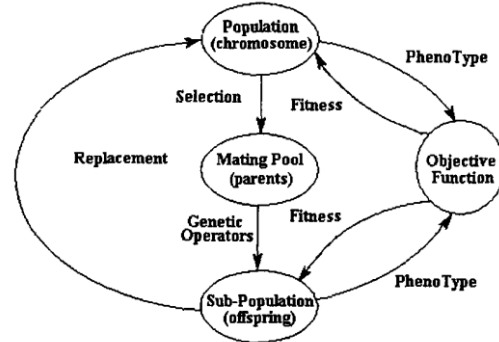 Population
(chromosome)
PhenoType
Selection
Fitness
Replacement
Mating Pool
(parents)
Objective
Function
Genetic
Operators
Fitness
PhenoType
Sub-Population
(offspring)